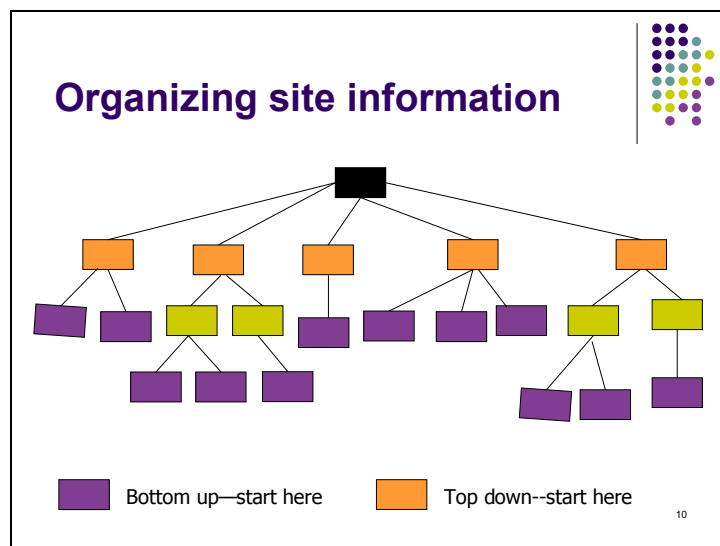 Organizing site information
Bottom up—start here
Top down--start here
10